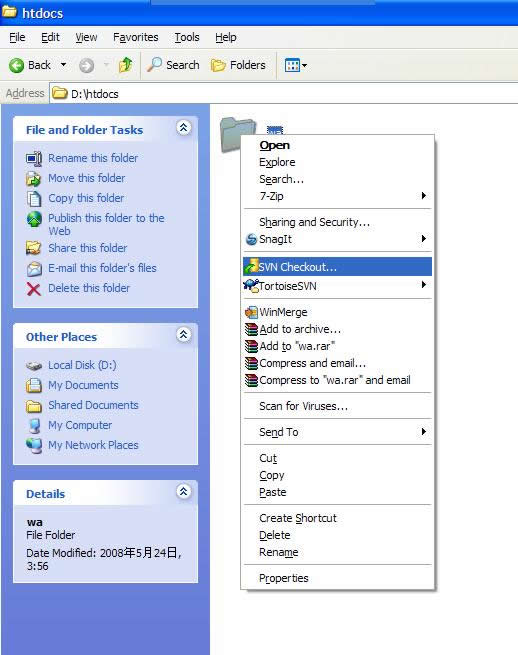 htdocs
File Edit View Favorites Tools Help
Back Search Folders
Address D:\htdocs
File and Folder Tasks
Rename this folder
Move this folder
Copy this folder
Publish this folder to the
Web
Share this folder
E-mail this folder's files
Delete this folder
Other Places
Local Disk (D:)
My Documents
Shared Documents
My Computer
My Network Places
Details
wa
File Folder
Date Modified: 2008年5月24日,
3:56
wa
Open
Explore
Search...
7-Zip
Sharing and Security...
SnagIt
SVN Checkout...
TortoiseSVN
WinMerge
Add to archive...
Add to "wa.rar"
Compress and email...
Compress to "wa.rar" and email
Scan for Viruses...
Send To
Cut
Copy
Paste
Create Shortcut
Delete
Rename
Properties